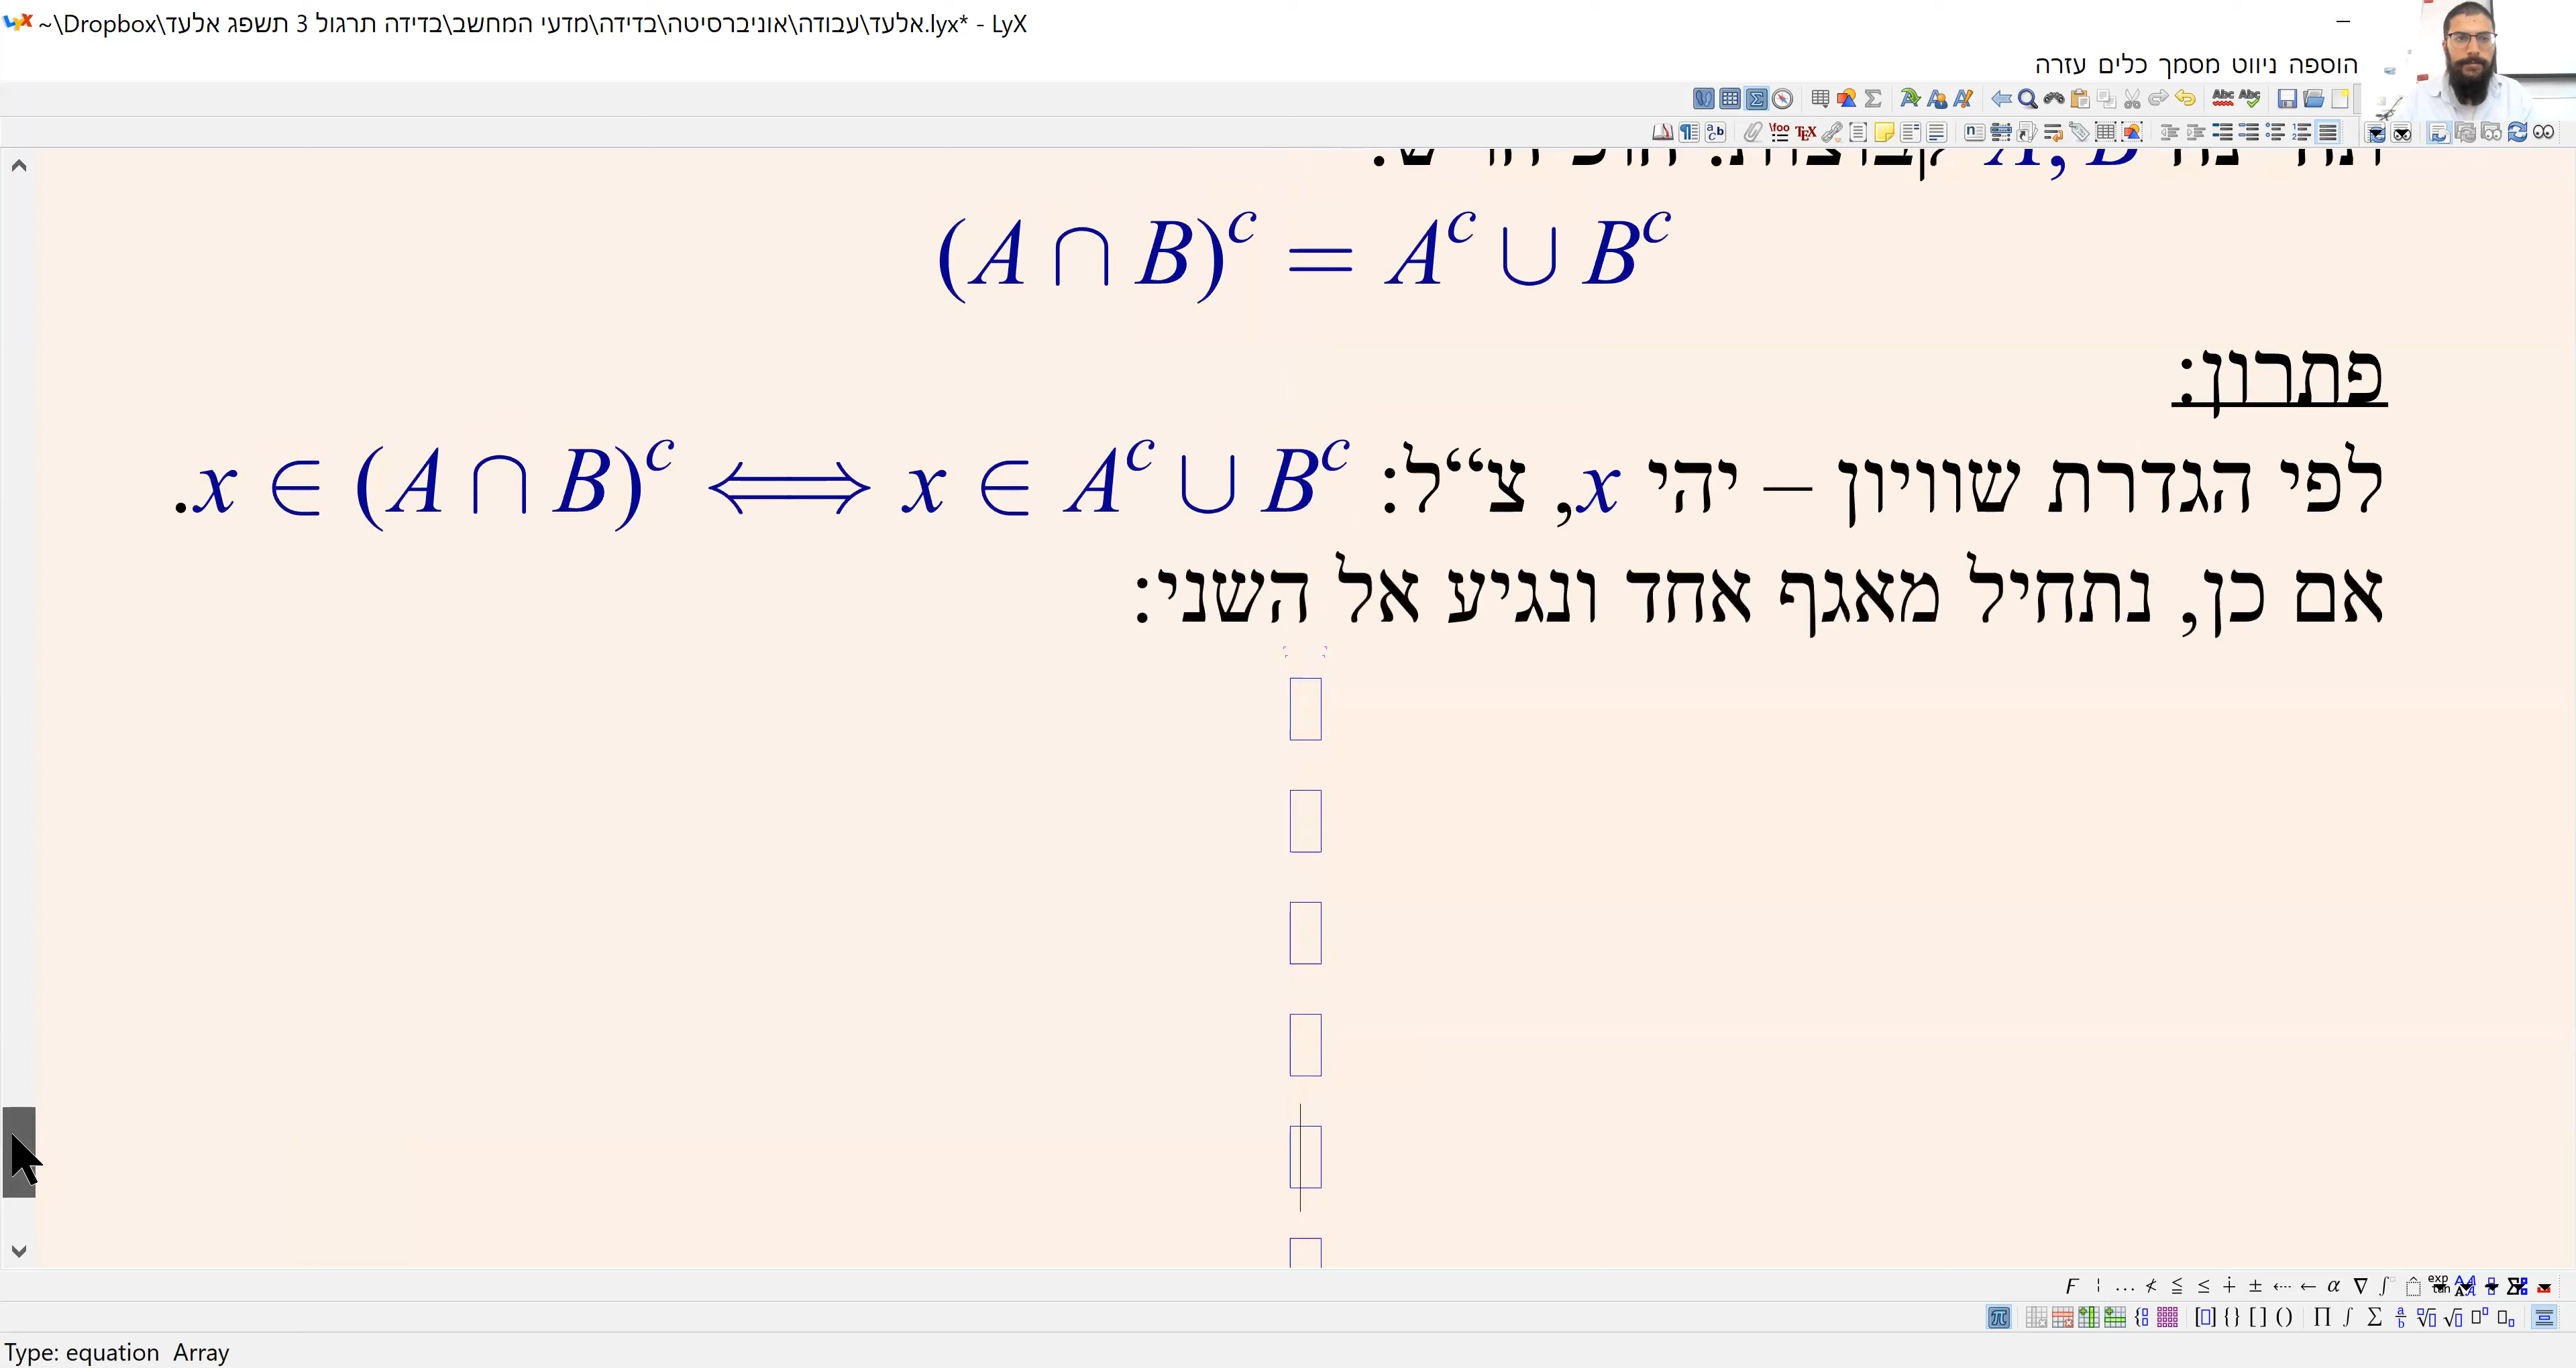 ~\Dropbox\אלעד\עבודה\אוניברסיטה\בדידה\מדעי המחשב\בדידה תרגול 3 תשפג אלעד.lyx* - LyX
הוספה ניווט מסמך כלים עזרה
A, B
(A ∩ B)^c = A^c ∪ B^c
פתרון:
לפי הגדרת שוויון – יהי x, צ“ל: x ∈ (A ∩ B)^c ⟺ x ∈ A^c ∪ B^c.
אם כן, נתחיל מאגף אחד ונגיע אל השני:
Type: equation Array